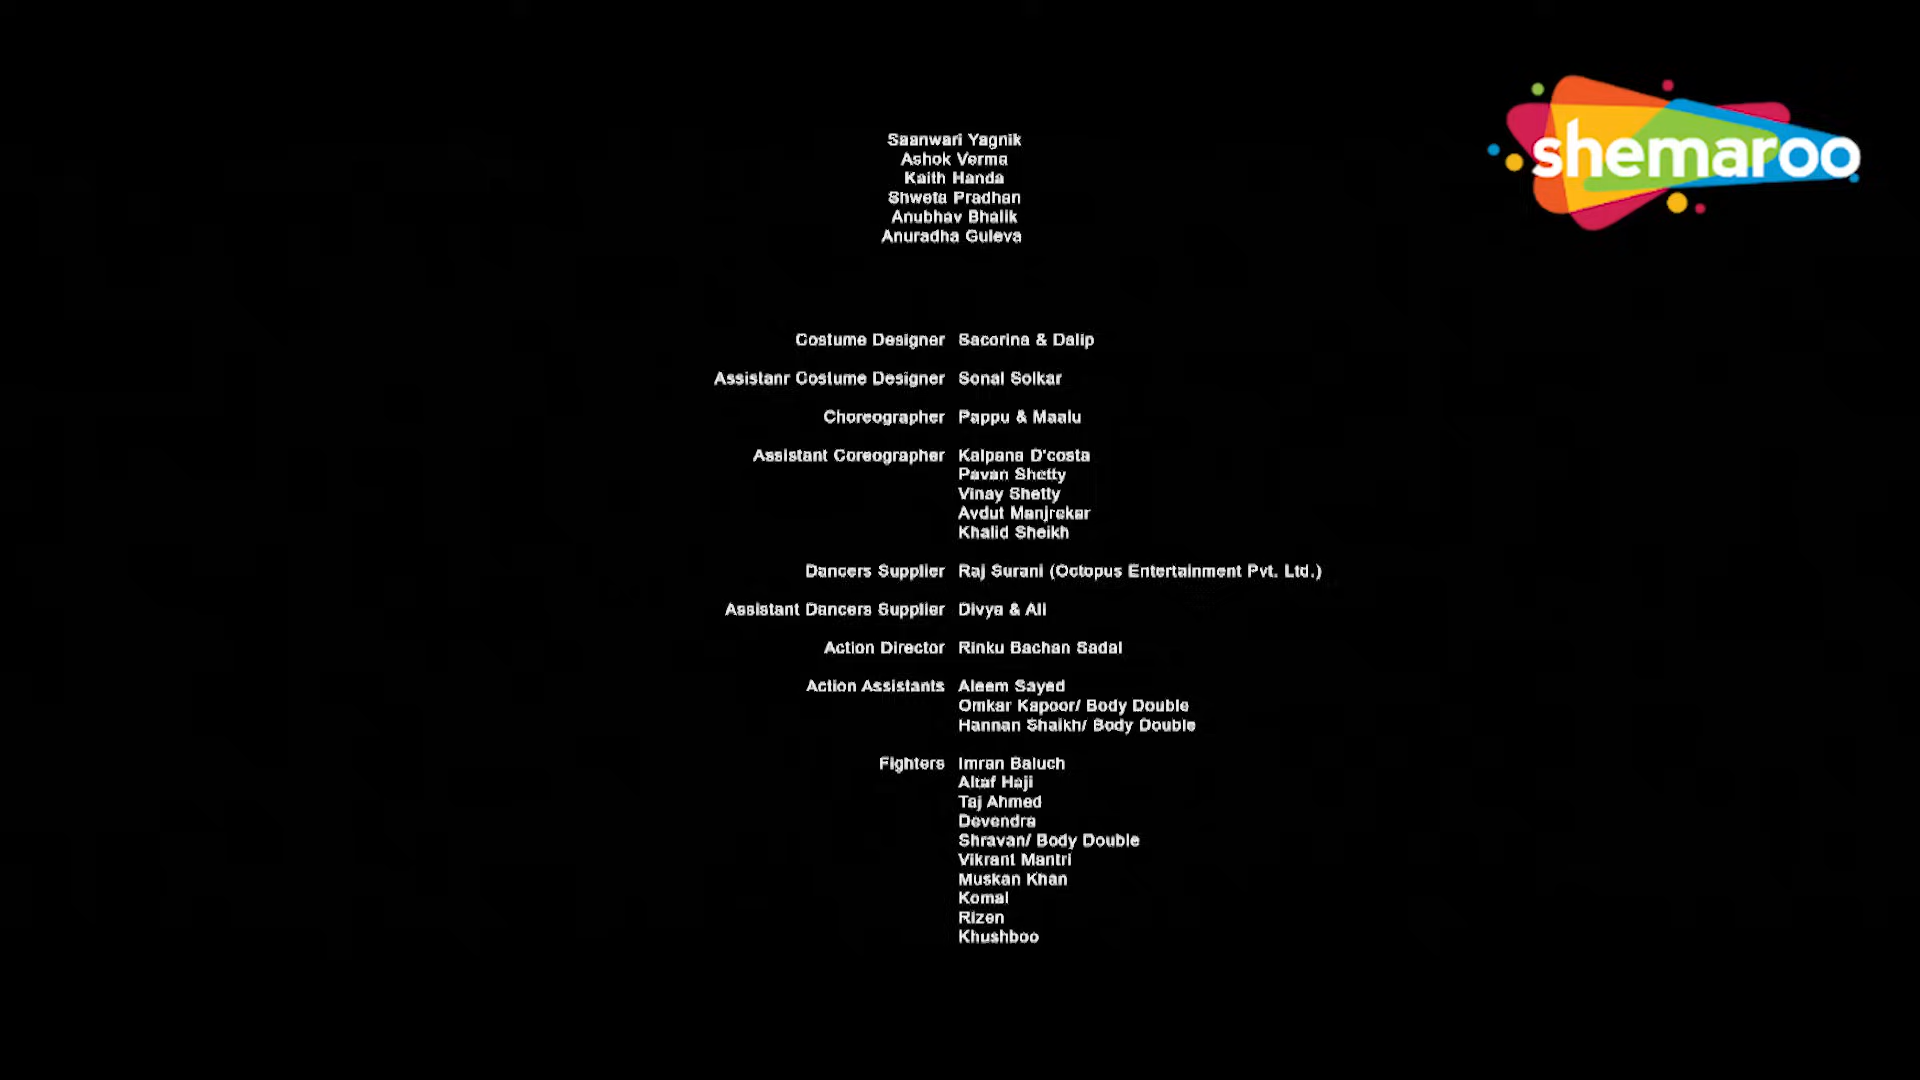 shemaroo
Saanwari Yagnik
Ashok Verma
Kaith Handa
Shweta Pradhan
Anubhav Bhalik
Anuradha Guleva
Costume Designer Sacorina & Dalip
Assistanr Costume Designer Sonal Solkar
Choreographer Pappu & Maalu
Assistant Coreographer Kalpana D'costa
Pavan Shetty
Vinay Shetty
Avdut Manjrekar
Khalid Sheikh
Dancers Supplier Raj Surani (Octopus Entertainment Pvt. Ltd.)
Assistant Dancers Supplier Divya & Ali
Action Director Rinku Bachan Sadal
Action Assistants Aleem Sayed
Omkar Kapoor/ Body Double
Hannan Shaikh/ Body Double
Fighters Imran Baluch
Altaf Haji
Taj Ahmed
Devendra
Shravan/ Body Double
Vikrant Mantri
Muskan Khan
Komal
Rizen
Khushboo